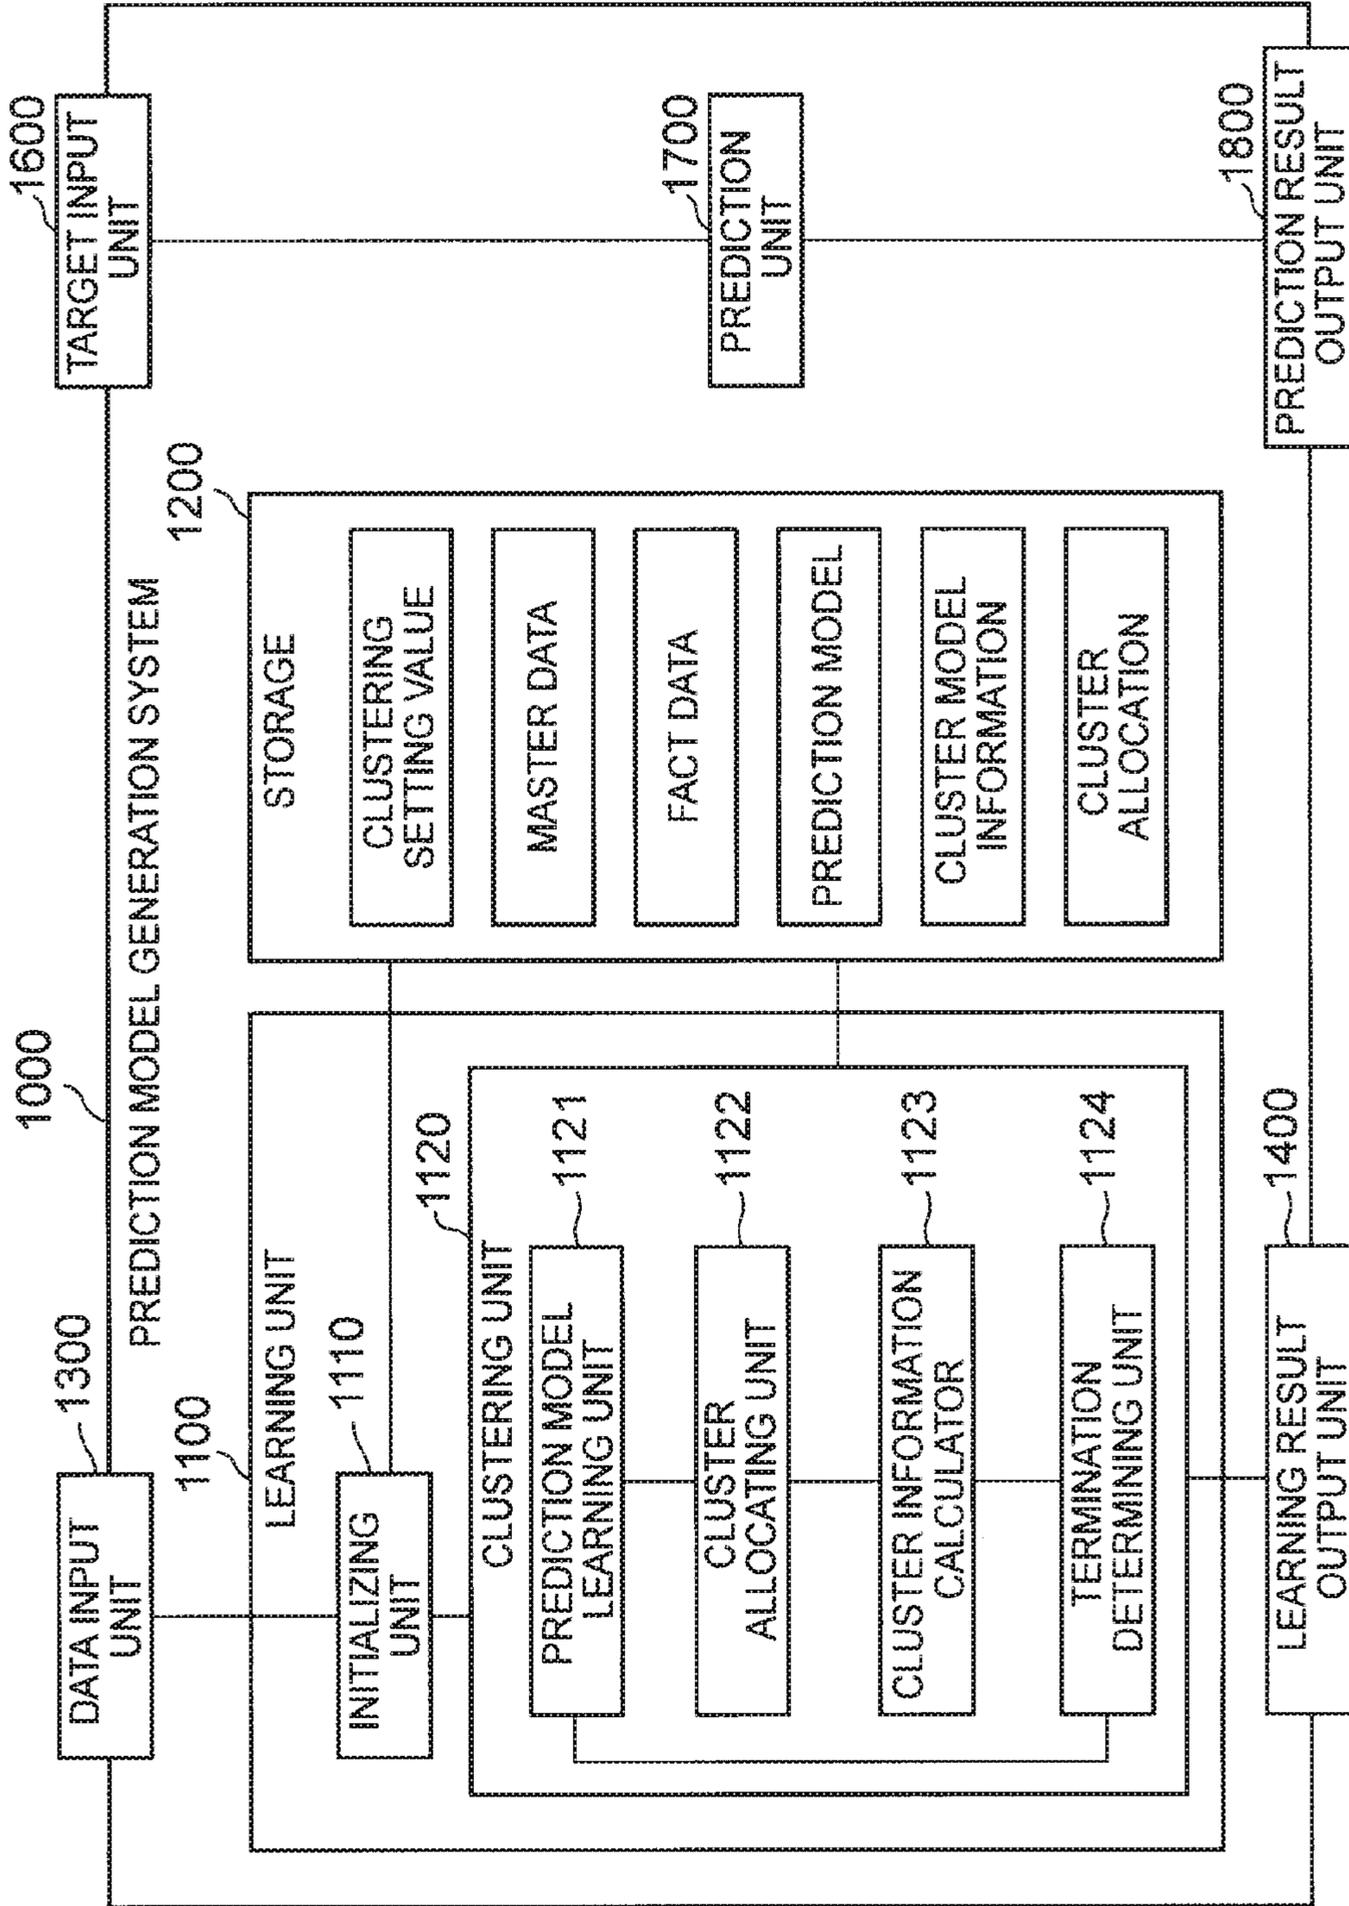 1000
PREDICTION MODEL GENERATION SYSTEM
1300
DATA INPUT
UNIT
1100
LEARNING UNIT
1110
INITIALIZING
UNIT
1120
CLUSTERING UNIT
PREDICTION MODEL
LEARNING UNIT
1121
CLUSTER
ALLOCATING UNIT
1122
CLUSTER INFORMATION
CALCULATOR
1123
TERMINATION
DETERMINING UNIT
1124
LEARNING RESULT
OUTPUT UNIT
1400
1200
STORAGE
CLUSTERING
SETTING VALUE
MASTER DATA
FACT DATA
PREDICTION MODEL
CLUSTER MODEL
INFORMATION
CLUSTER
ALLOCATION
1600
TARGET INPUT
UNIT
1700
PREDICTION
UNIT
1800
PREDICTION RESULT
OUTPUT UNIT